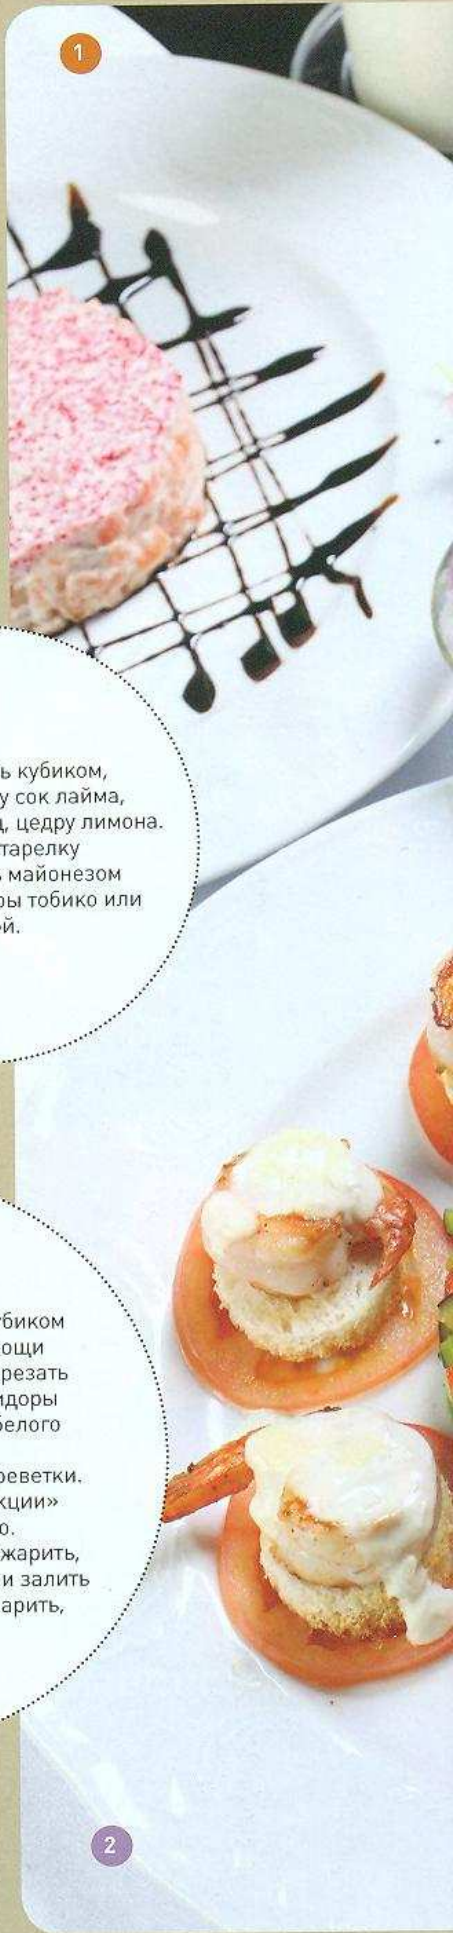 1
ь кубиком,
у сок лайма,
д, цедру лимона.
тарелку
ь майонезом
ры тобико или
й.
убиком
ощи
резать
идоры
белого
реветки.
кции»
о.
жарить,
и залить
арить,
2